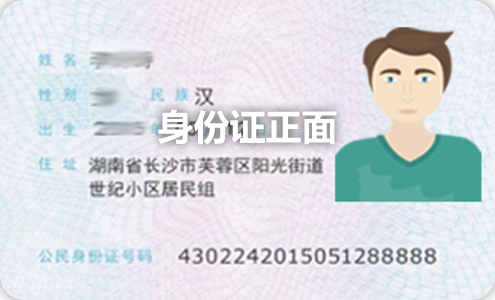 姓 名
性 别 民 族 汉
出 生
身份证正面
住 址 湖南省长沙市芙蓉区阳光街道
世纪小区居民组
公民身份证号码 4302242015051288888